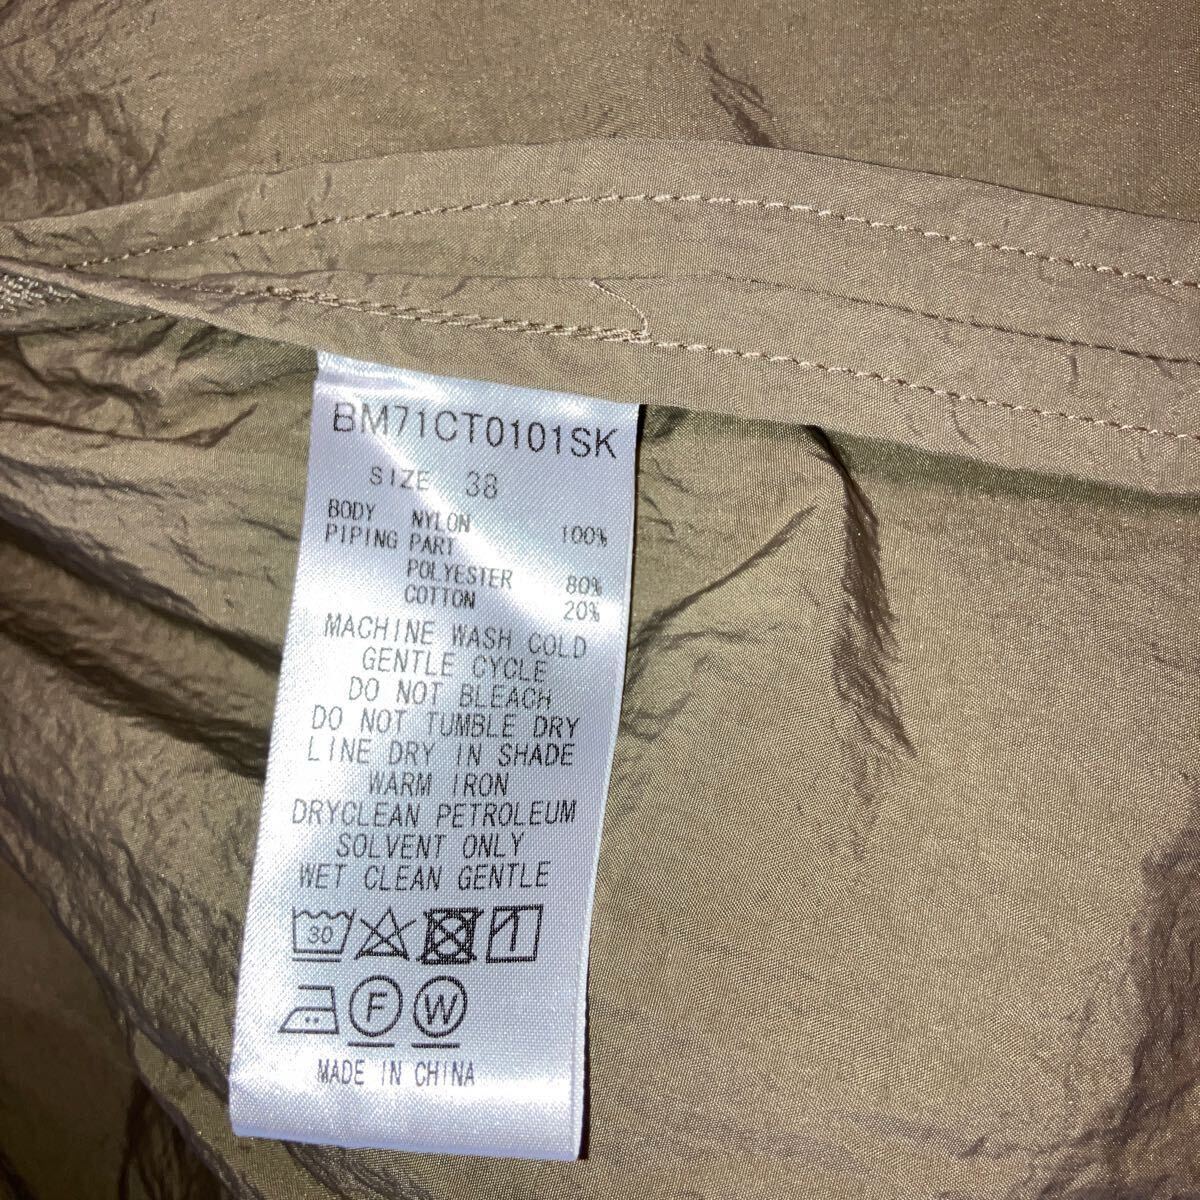 BM71CT0101SK
SIZE 38
BODY NYLON 100%
PIPING PART
POLYESTER 80%
COTTON 20%
MACHINE WASH COLD
GENTLE CYCLE
DO NOT BLEACH
DO NOT TUMBLE DRY
LINE DRY IN SHADE
WARM IRON
DRYCLEAN PETROLEUM
SOLVENT ONLY
WET CLEAN GENTLE
30
F W
MADE IN CHINA